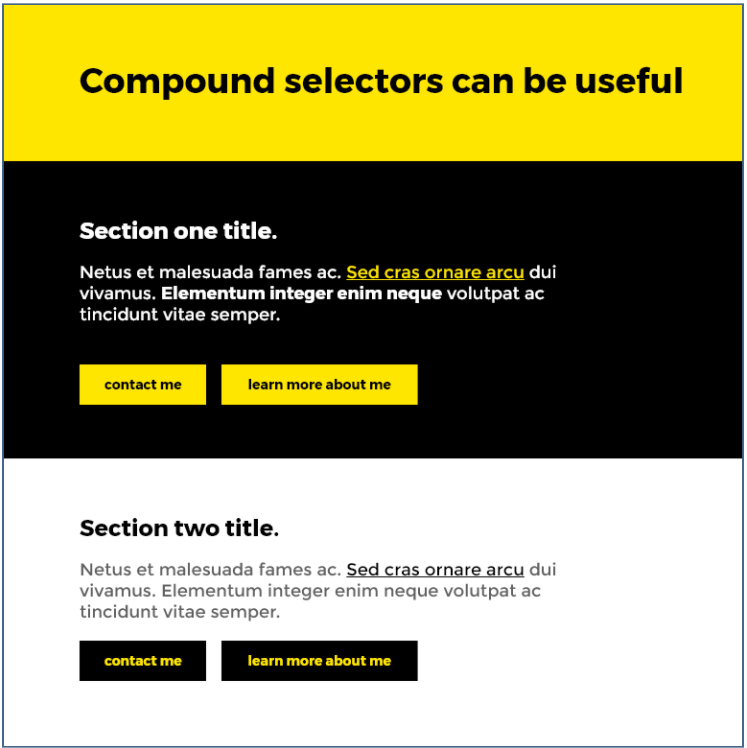 Compound selectors can be useful
Section one title.
Netus et malesuada fames ac. Sed cras ornare arcu dui
vivamus. Elementum integer enim neque volutpat ac
tincidunt vitae semper.
contact me
learn more about me
Section two title.
Netus et malesuada fames ac. Sed cras ornare arcu dui
vivamus. Elementum integer enim neque volutpat ac
tincidunt vitae semper.
contact me
learn more about me